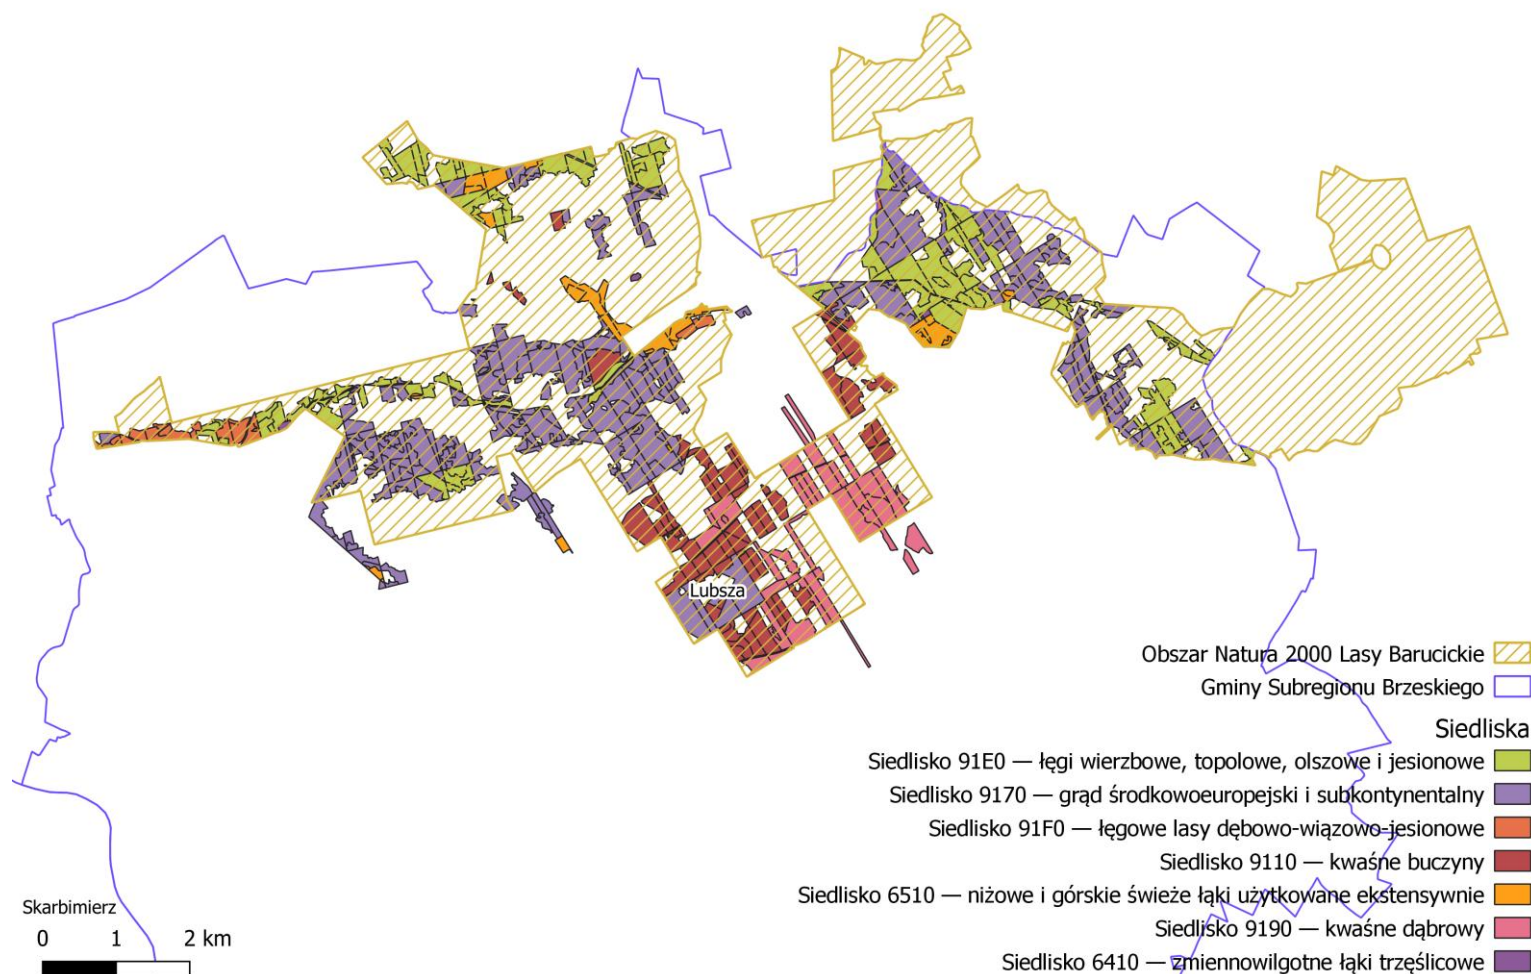 Lubsza
Obszar Natura 2000 Lasy Barucickie
Gminy Subregionu Brzeskiego
Siedliska
Siedlisko 91E0 — łęgi wierzbowe, topolowe, olszowe i jesionowe
Siedlisko 9170 — grąd środkowoeuropejski i subkontynentalny
Siedlisko 91F0 — łęgowe lasy dębowo-wiązowo-jesionowe
Siedlisko 9110 — kwaśne buczyny
Siedlisko 6510 — niżowe i górskie świeże łąki użytkowane ekstensywnie
Siedlisko 9190 — kwaśne dąbrowy
Siedlisko 6410 — zmiennowilgotne łąki trzęślicowe
Skarbimierz
0 1 2 km